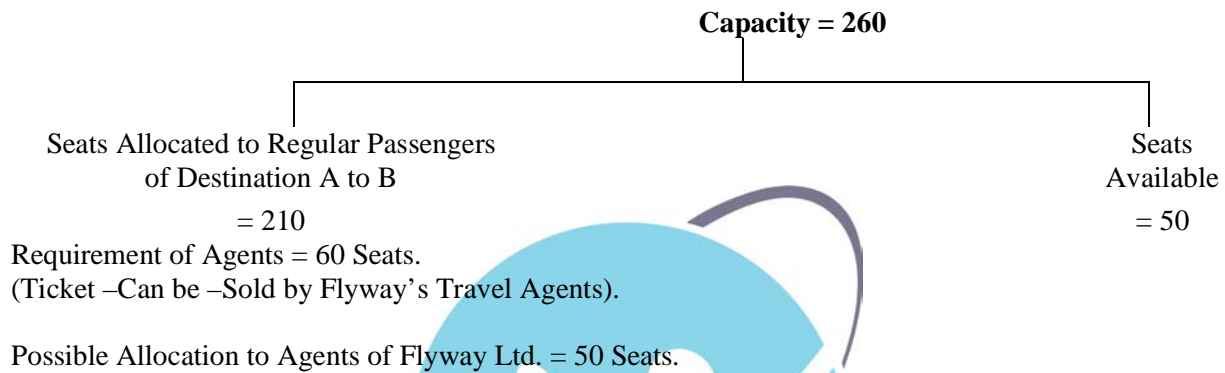 Capacity = 260
Seats Allocated to Regular Passengers
of Destination A to B
= 210
Seats
Available
= 50
Requirement of Agents = 60 Seats.
(Ticket –Can be –Sold by Flyway’s Travel Agents).
Possible Allocation to Agents of Flyway Ltd. = 50 Seats.